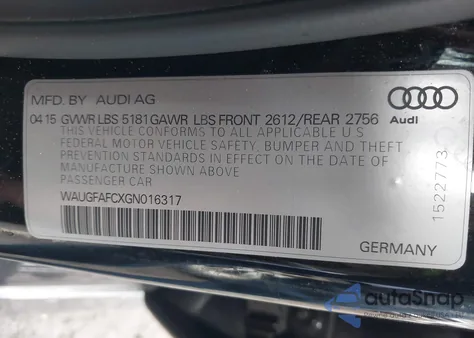 MFD. BY AUDI AG
Audi
04 15 GVWR LBS 5181 GAWR LBS FRONT 2612/REAR 2756
THIS VEHICLE CONFORMS TO ALL APPLICABLE U S
FEDERAL MOTOR VEHICLE SAFETY, BUMPER AND THEFT
PREVENTION STANDARDS IN EFFECT ON THE DATE OF
MANUFACTURE SHOWN ABOVE
PASSENGER CAR
WAUGFAFCXGN016317
1522773
GERMANY
autoSnap